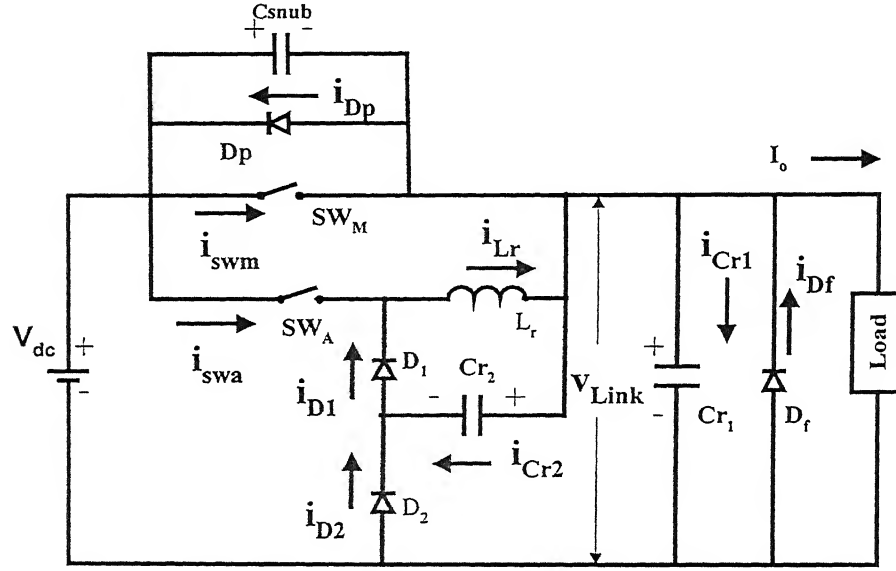 Csnub
+ -
i_Dp
Dp
I_o
SW_M
i_swm
i_Lr
i_Cr1
i_Df
L_r
SW_A
i_swa
V_dc
+
-
D_1
Cr_2
i_D1
- +
v_Link
+
-
Cr_1
D_f
Load
i_Cr2
i_D2
D_2